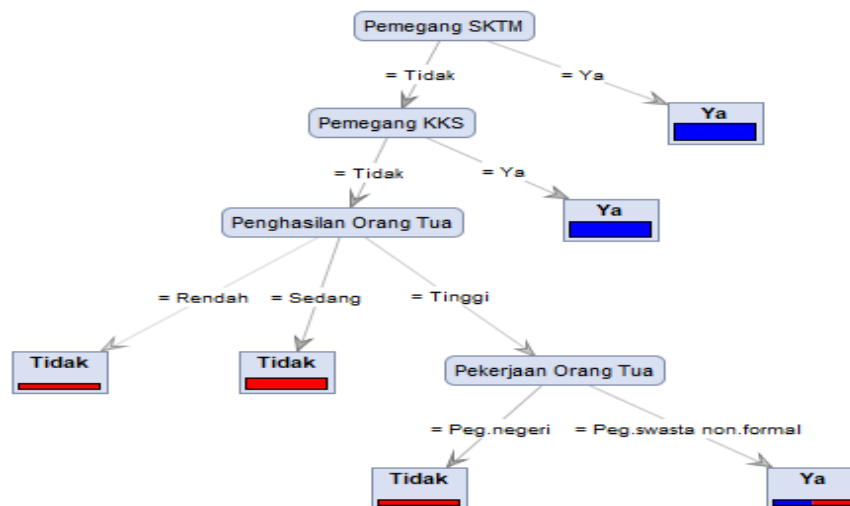 Pemegang SKTM
= Tidak
= Ya
Ya
Pemegang KKS
= Tidak
= Ya
Ya
Penghasilan Orang Tua
= Rendah
= Sedang
= Tinggi
Tidak
Tidak
Pekerjaan Orang Tua
= Peg.negeri
= Peg.swasta non.formal
Tidak
Ya